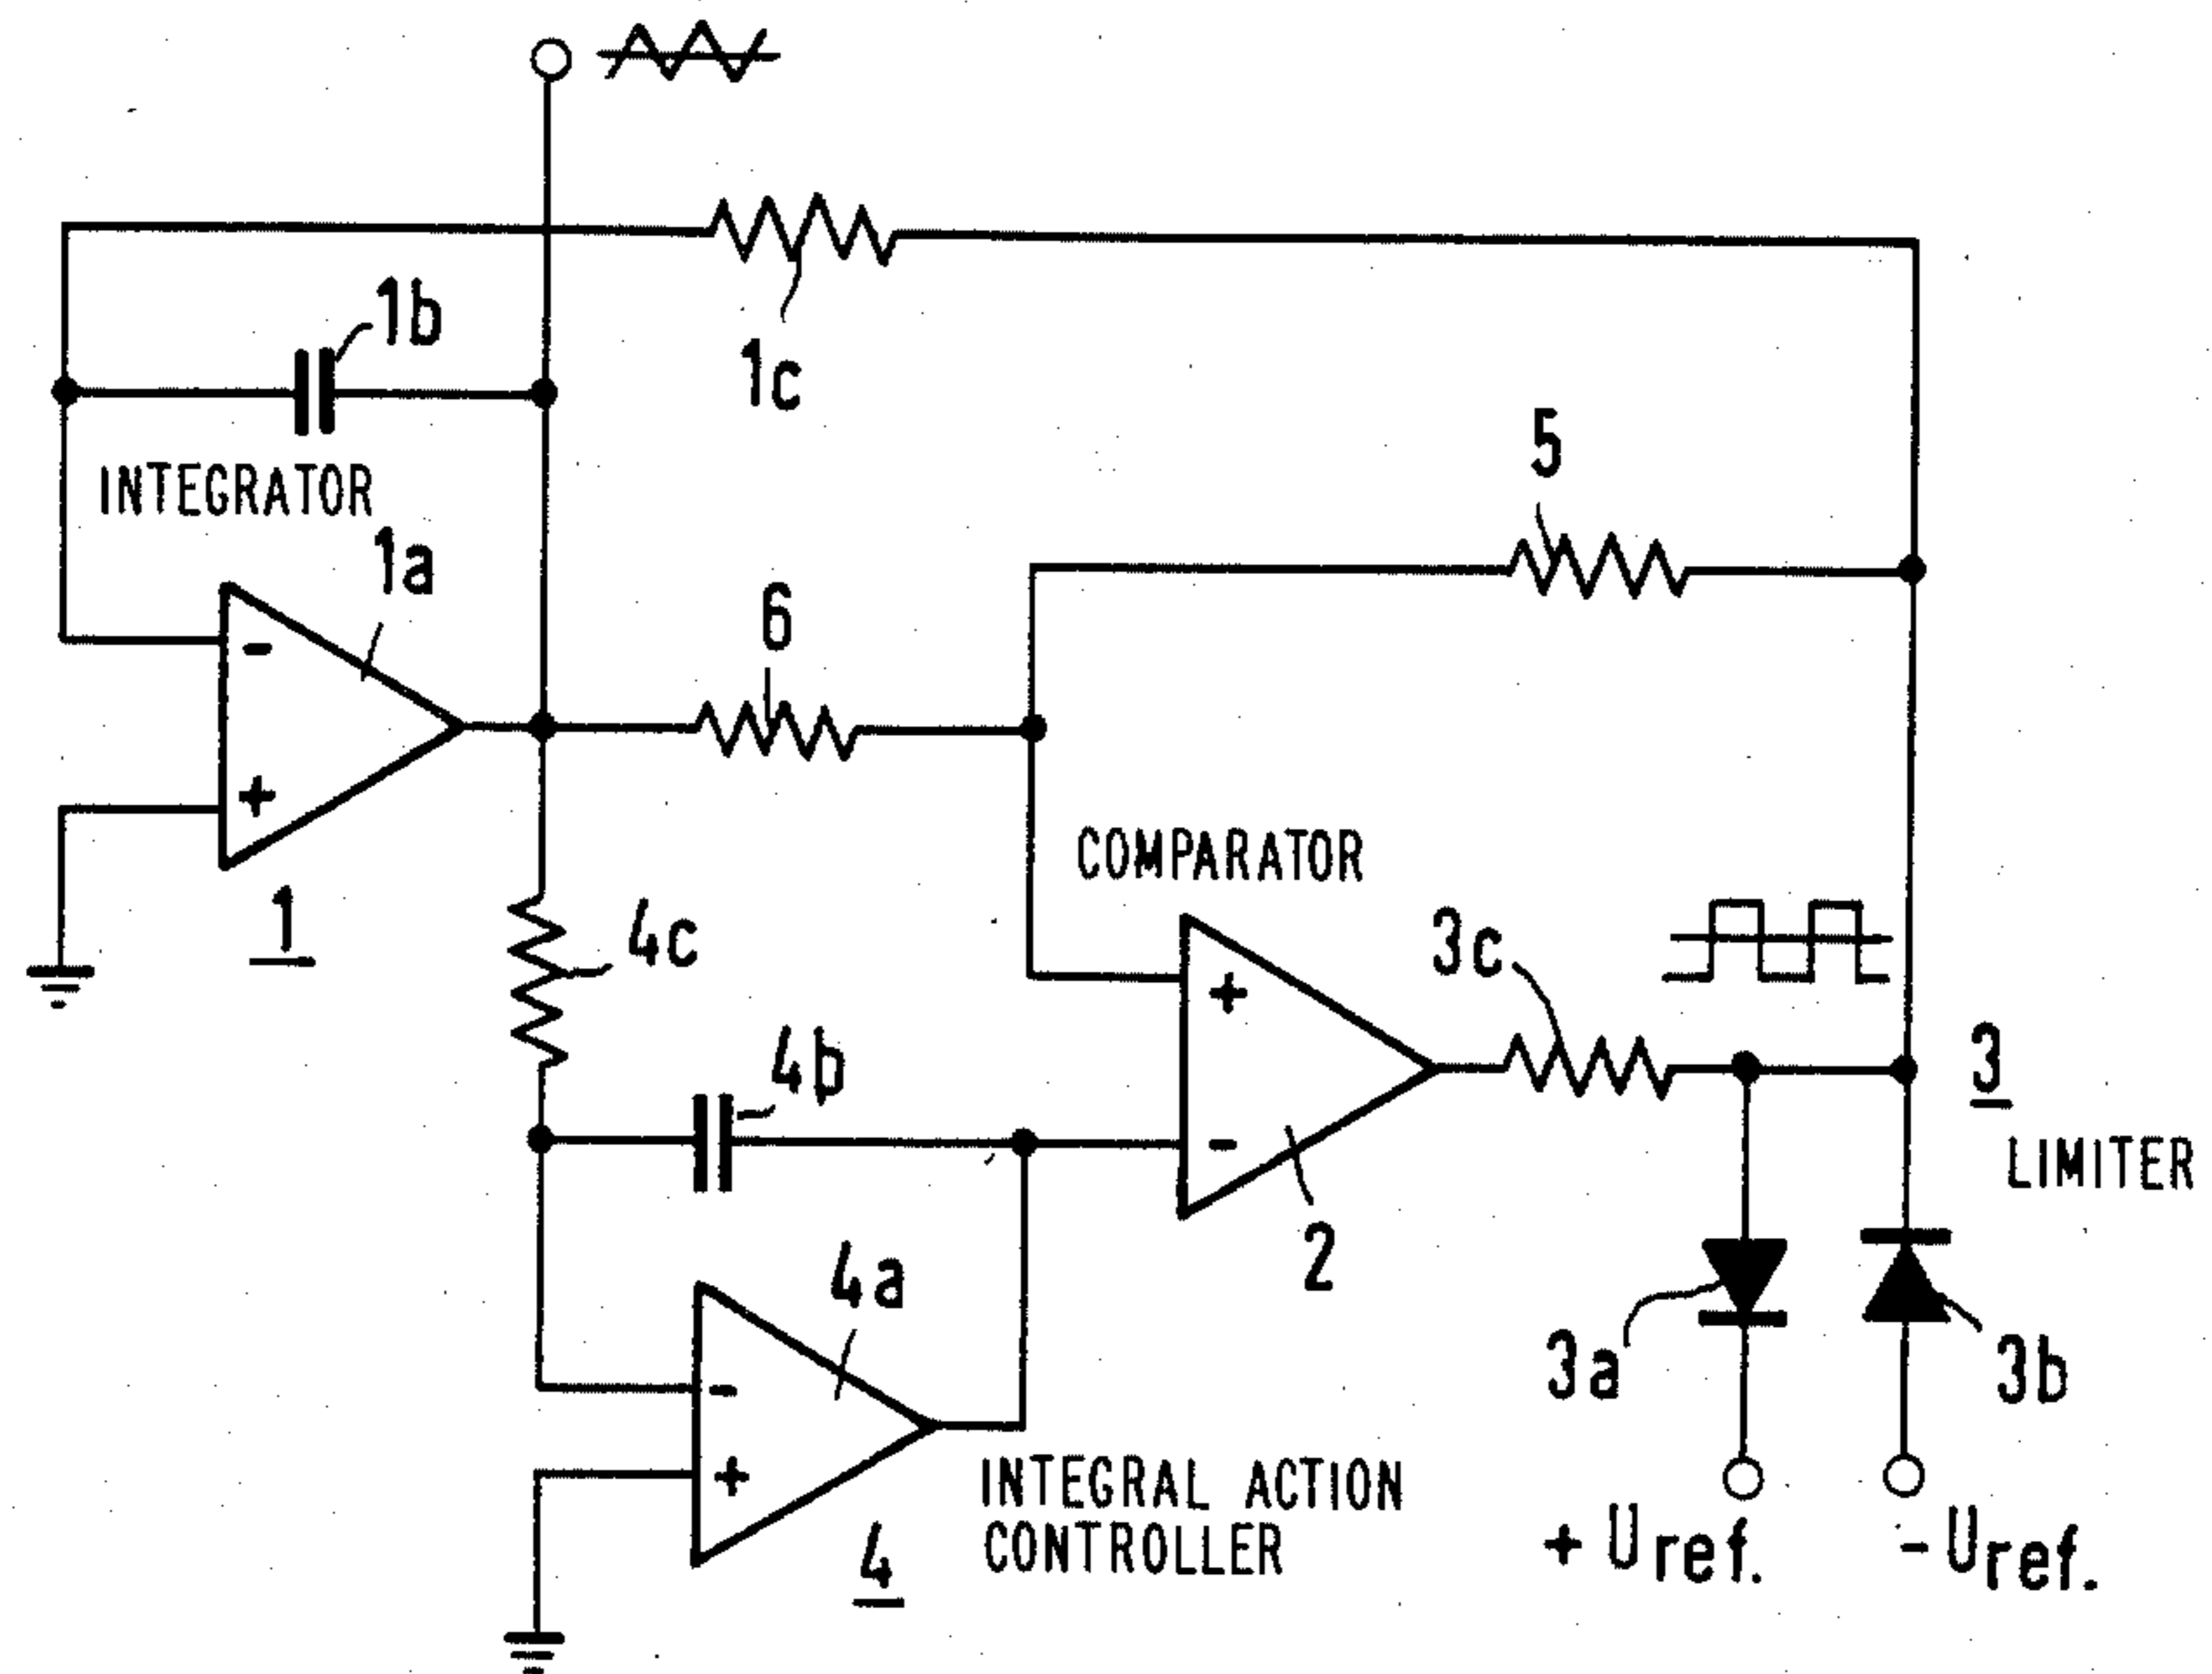 1b
1c
INTEGRATOR
5
1a
6
-
+
COMPARATOR
1
4c
3c
+
3
4b
-
LIMITER
2
4a
3a
3b
-
+
INTEGRAL ACTION
CONTROLLER
4
+ Uref.
- Uref.